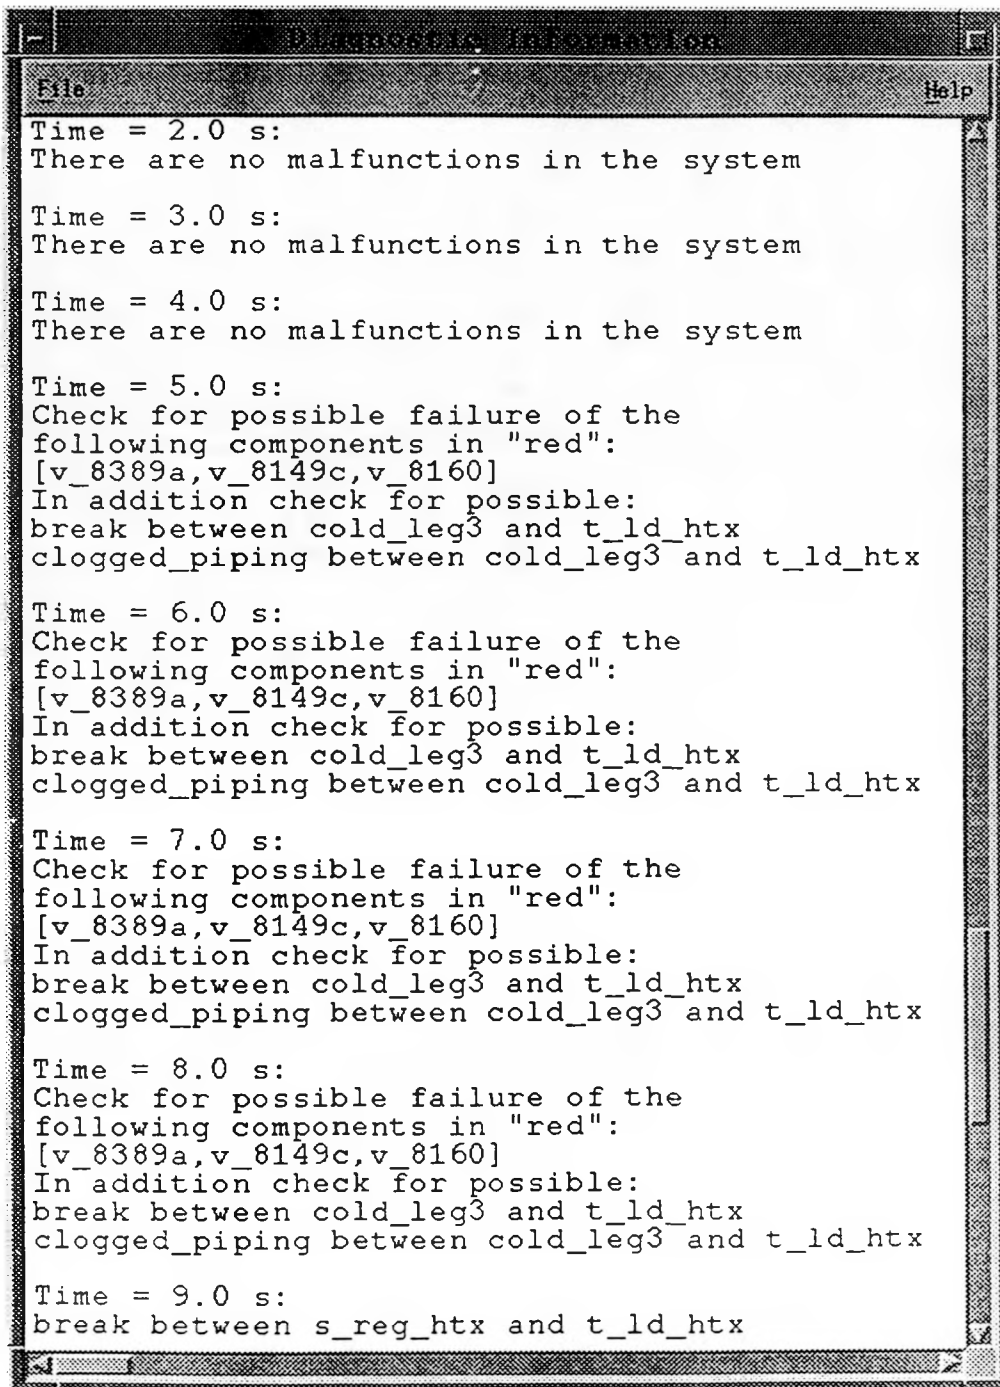 Diagnostic Information
File Help
Time = 2.0 s:
There are no malfunctions in the system
Time = 3.0 s:
There are no malfunctions in the system
Time = 4.0 s:
There are no malfunctions in the system
Time = 5.0 s:
Check for possible failure of the
following components in "red":
[v_8389a,v_8149c,v_8160]
In addition check for possible:
break between cold_leg3 and t_ld_htx
clogged_piping between cold_leg3 and t_ld_htx
Time = 6.0 s:
Check for possible failure of the
following components in "red":
[v_8389a,v_8149c,v_8160]
In addition check for possible:
break between cold_leg3 and t_ld_htx
clogged_piping between cold_leg3 and t_ld_htx
Time = 7.0 s:
Check for possible failure of the
following components in "red":
[v_8389a,v_8149c,v_8160]
In addition check for possible:
break between cold_leg3 and t_ld_htx
clogged_piping between cold_leg3 and t_ld_htx
Time = 8.0 s:
Check for possible failure of the
following components in "red":
[v_8389a,v_8149c,v_8160]
In addition check for possible:
break between cold_leg3 and t_ld_htx
clogged_piping between cold_leg3 and t_ld_htx
Time = 9.0 s:
break between s_reg_htx and t_ld_htx